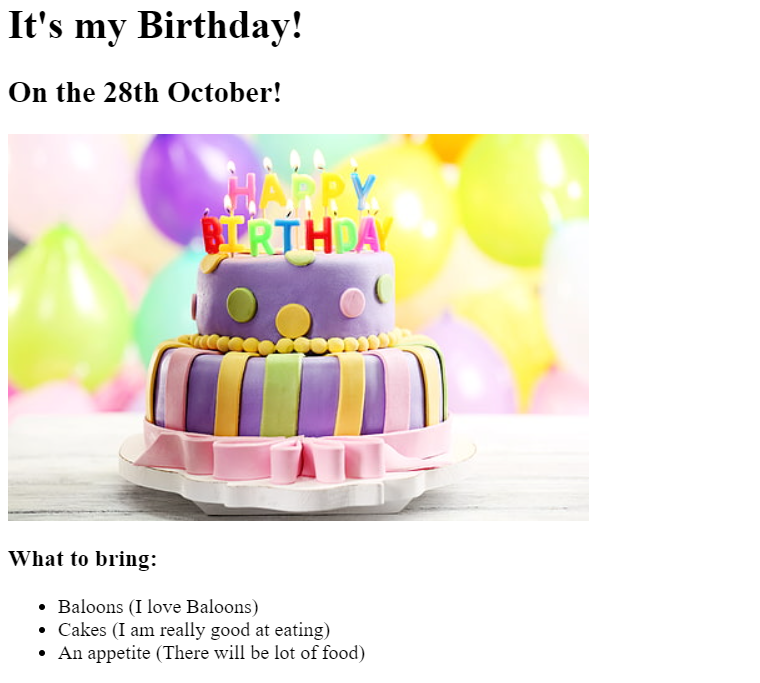 It's my Birthday!
On the 28th October!
HAPPY
BIRTHDAY
What to bring:
Baloons (I love Baloons)
Cakes (I am really good at eating)
An appetite (There will be lot of food)